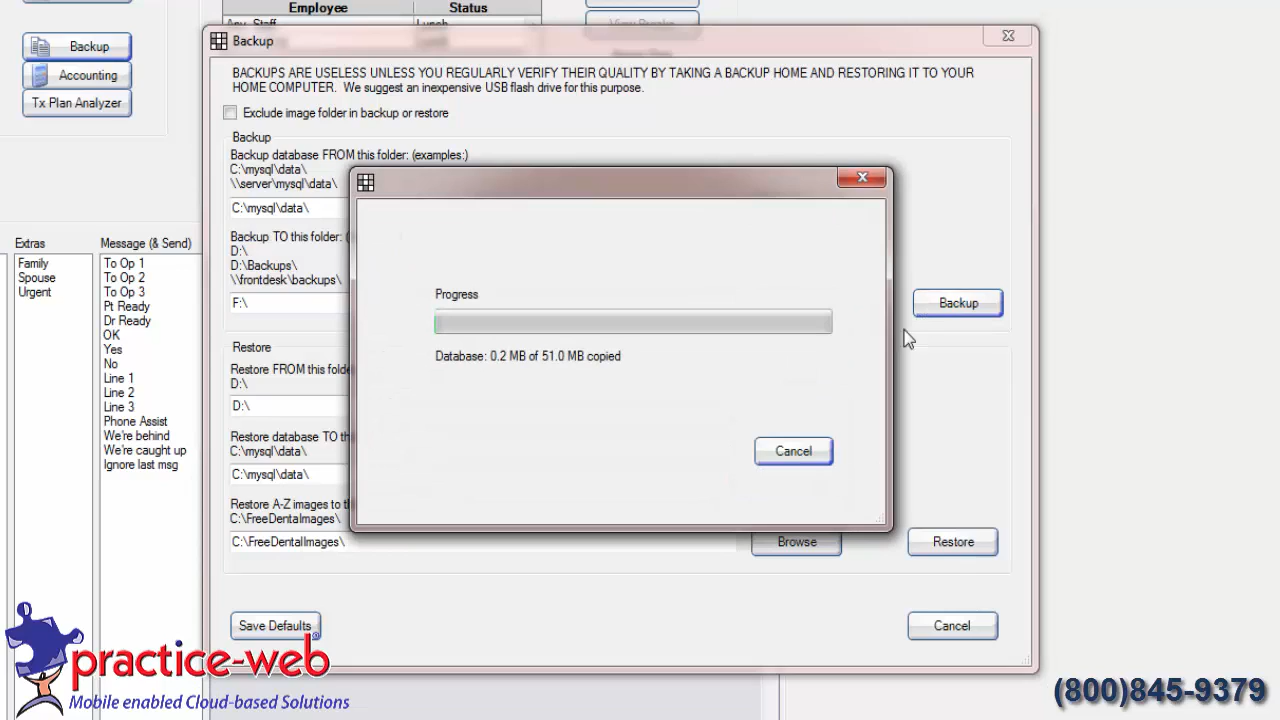 Employee Status
Any, Staff Lunch
View Breaks
Backup
Accounting
Tx Plan Analyzer
Backup
BACKUPS ARE USELESS UNLESS YOU REGULARLY VERIFY THEIR QUALITY BY TAKING A BACKUP HOME AND RESTORING IT TO YOUR
HOME COMPUTER. We suggest an inexpensive USB flash drive for this purpose.
Exclude image folder in backup or restore
Backup
Backup database FROM this folder: (examples:)
C:\mysql\data\
\\server\mysql\data\
C:\mysql\data\
Backup TO this folder: (
D:\
D:\Backups\
\\frontdesk\backups\
F:\
Backup
Progress
Database: 0.2 MB of 51.0 MB copied
Cancel
Restore
Restore FROM this folde
D:\
D:\
Restore database TO th
C:\mysql\data\
C:\mysql\data\
Restore A-Z images to th
C:\FreeDentalImages\
C:\FreeDentalImages\
Browse
Restore
Save Defaults
Cancel
Extras
Family
Spouse
Urgent
Message (& Send)
To Op 1
To Op 2
To Op 3
Pt Ready
Dr Ready
OK
Yes
No
Line 1
Line 2
Line 3
Phone Assist
We're behind
We're caught up
Ignore last msg
practice-web
Mobile enabled Cloud-based Solutions
(800)845-9379